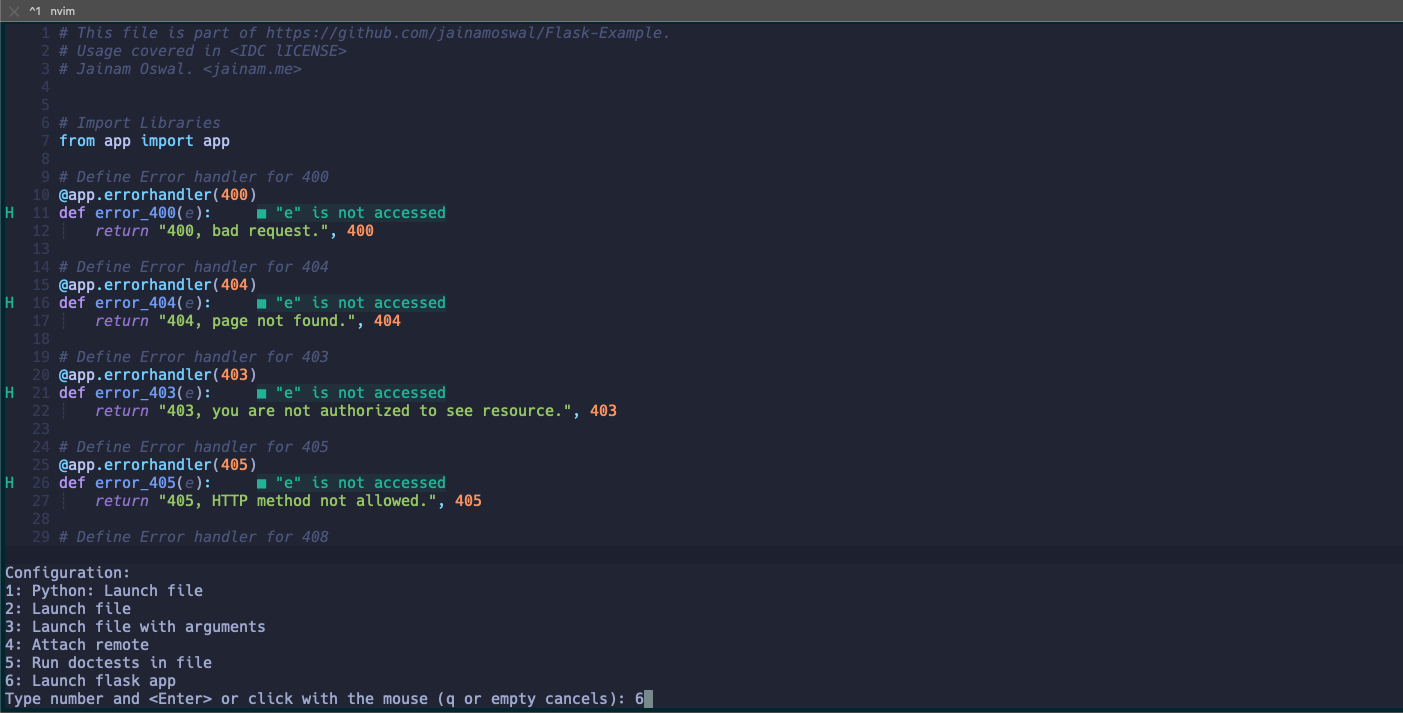 ^1 nvim
1 # This file is part of https://github.com/jainamoswal/Flask-Example.
2 # Usage covered in <IDC lICENSE>
3 # Jainam Oswal. <jainam.me>
4
5
6 # Import Libraries
7 from app import app
8
9 # Define Error handler for 400
10 @app.errorhandler(400)
H 11 def error_400(e): ■ "e" is not accessed
12 return "400, bad request.", 400
13
14 # Define Error handler for 404
15 @app.errorhandler(404)
H 16 def error_404(e): ■ "e" is not accessed
17 return "404, page not found.", 404
18
19 # Define Error handler for 403
20 @app.errorhandler(403)
H 21 def error_403(e): ■ "e" is not accessed
22 return "403, you are not authorized to see resource.", 403
23
24 # Define Error handler for 405
25 @app.errorhandler(405)
H 26 def error_405(e): ■ "e" is not accessed
27 return "405, HTTP method not allowed.", 405
28
29 # Define Error handler for 408
Configuration:
1: Python: Launch file
2: Launch file
3: Launch file with arguments
4: Attach remote
5: Run doctests in file
6: Launch flask app
Type number and <Enter> or click with the mouse (q or empty cancels): 6